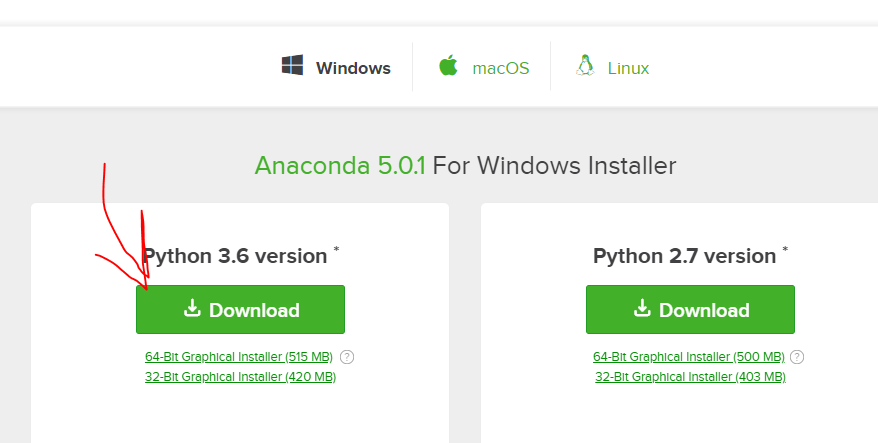 Windows macOS Linux
Anaconda 5.0.1 For Windows Installer
Python 3.6 version *
Download
64-Bit Graphical Installer (515 MB) ?
32-Bit Graphical Installer (420 MB)
Python 2.7 version *
Download
64-Bit Graphical Installer (500 MB) ?
32-Bit Graphical Installer (403 MB)